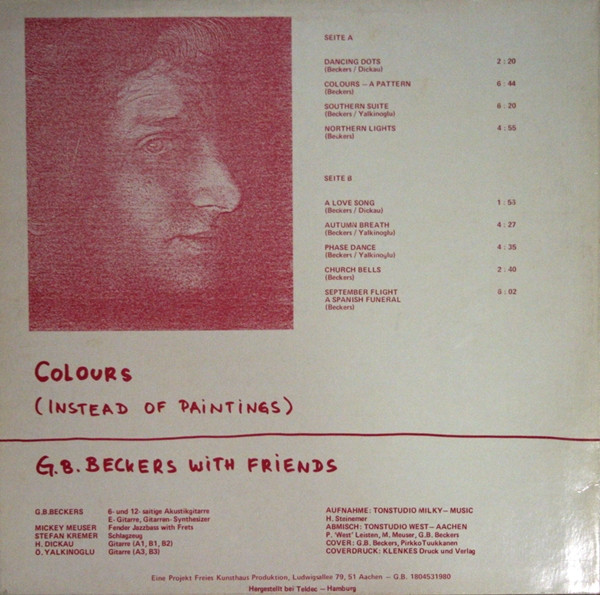 SEITE A
DANCING DOTS 2 : 20
(Beckers / Dickau)
COLOURS – A PATTERN 6 : 44
(Beckers)
SOUTHERN SUITE 6 : 20
(Beckers / Yalkinoglu)
NORTHERN LIGHTS 4 : 55
(Beckers)
SEITE B
A LOVE SONG 1 : 53
(Beckers / Dickau)
AUTUMN BREATH 4 : 27
(Beckers / Yalkinoglu)
PHASE DANCE 4 : 35
(Beckers / Yalkinoglu)
CHURCH BELLS 2 : 40
(Beckers)
SEPTEMBER FLIGHT : 02
A SPANISH FUNERAL
(Beckers)
COLOURS
(INSTEAD OF PAINTINGS)
G.B. BECKERS WITH FRIENDS
G.B.BECKERS 6- und 12- saitige Akustikgitarre
E- Gitarre, Gitarren- Synthesizer
MICKEY MEUSER Fender Jazzbass with Frets
STEFAN KREMER Schlagzeug
H. DICKAU Gitarre (A1, B1, B2)
O. YALKINOGLU Gitarre (A3, B3)
AUFNAHME: TONSTUDIO MILKY – MUSIC
H. Steinemer
ABMISCH: TONSTUDIO WEST – AACHEN
P. 'West' Leisten, M. Meuser, G.B. Beckers
COVER: G.B. Beckers, Pirkko Tuukkanen
COVERDRUCK: KLENKES Druck und Verlag
Eine Projekt Freies Kunsthaus Produktion, Ludwigsallee 79, 51 Aachen – G.B. 1804531980
Hergestellt bei Teldec – Hamburg